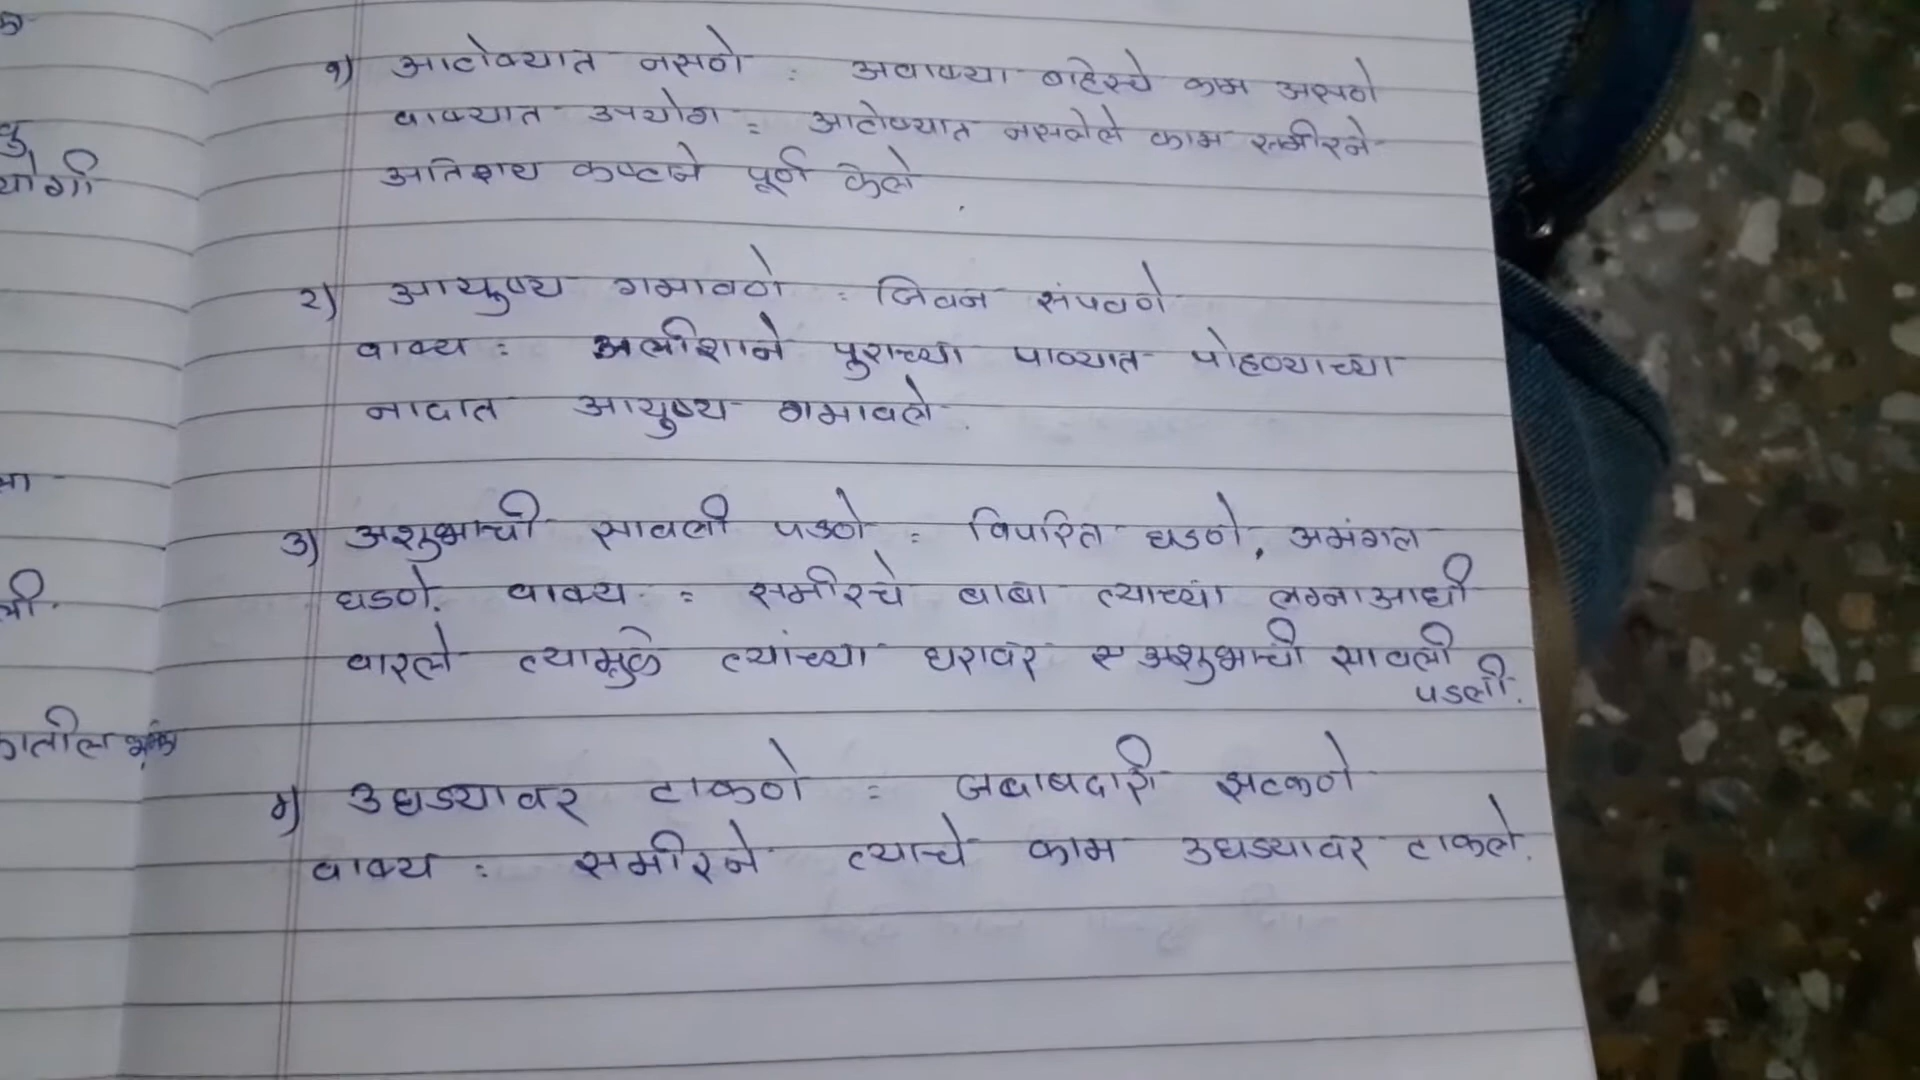 १) आटोक्यात नसणे : अवाक्या बाहेरचे काम असणे
वाक्यात उपयोग : आटोक्यात नसलेले काम समीरने
अतिशय कष्टाने पूर्ण केले.
२) आयुष्य गमावणे : जिवन संपवणे
वाक्य : अलीशाने पुराच्या पाण्यात पोहण्याच्या
नादात आयुष्य गमावले.
३) अशुभाची सावली पडणे : विपरित घडणे, अमंगल
घडणे. वाक्य : समीरचे बाबा त्याच्या लग्नाआधी
वारले त्यामुळे त्यांच्या घरावर अशुभाची सावली
पडली.
४) उघड्यावर टाकणे : जबाबदारी झटकणे
वाक्य : समीरने त्याचे काम उघड्यावर टाकले.